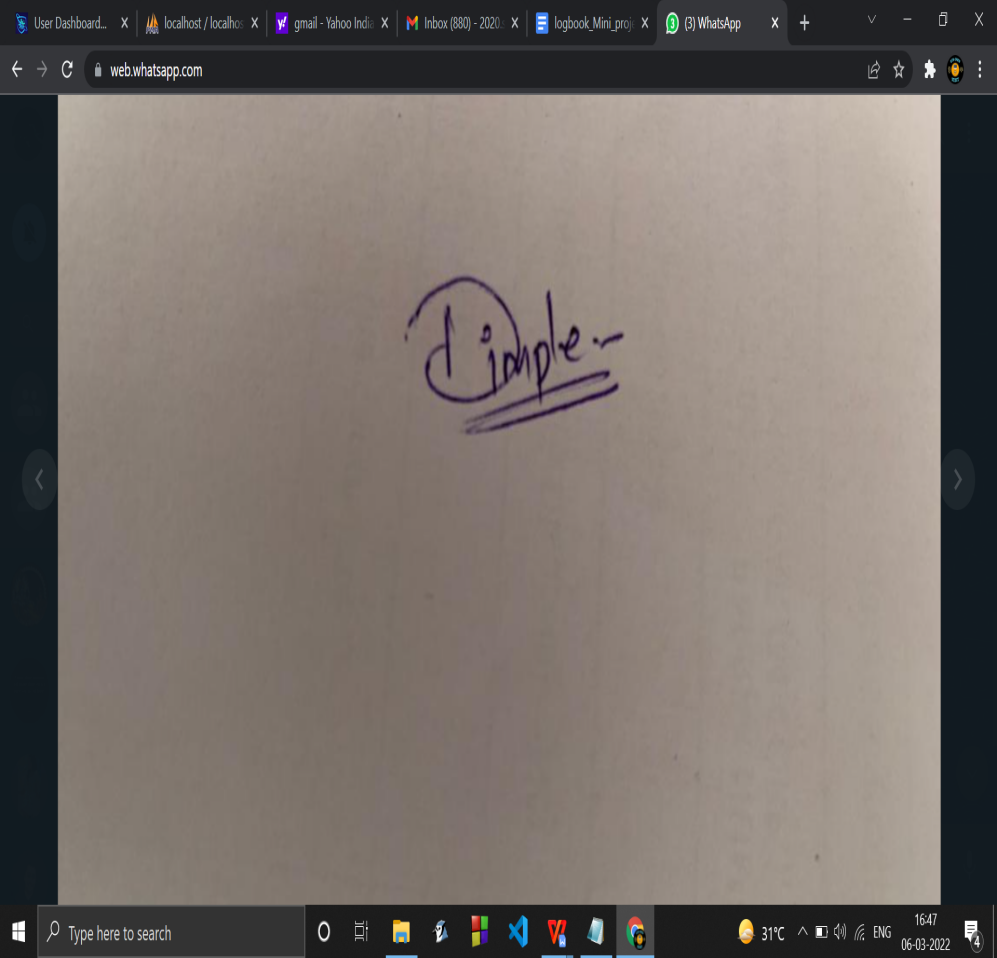 User Dashboard...
localhost / localhos
gmail - Yahoo India
Inbox (880) - 2020.
logbook_Mini_proj
(3) WhatsApp
web.whatsapp.com
Dimple
Type here to search
31°C
ENG
16:47
06-03-2022
4